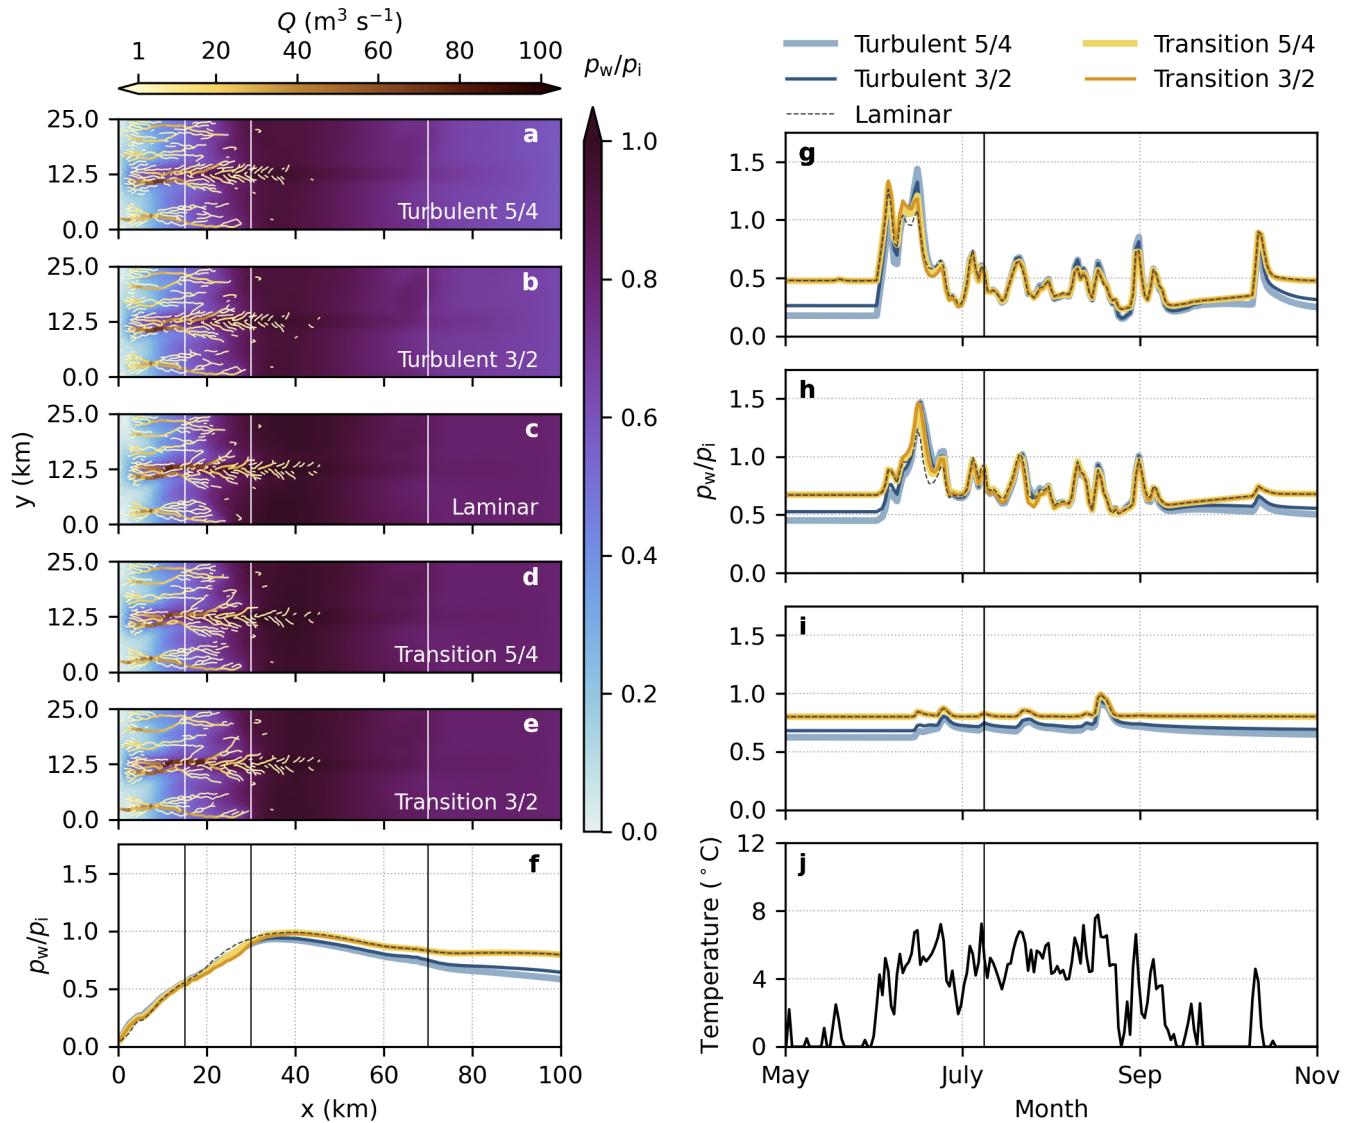 Q (m³ s⁻¹)
1 20 40 60 80 100
p_w/p_i
25.0
12.5
0.0
a
Turbulent 5/4
25.0
12.5
0.0
b
Turbulent 3/2
25.0
12.5
0.0
c
Laminar
25.0
12.5
0.0
d
Transition 5/4
25.0
12.5
0.0
e
Transition 3/2
y (km)
1.0
0.8
0.6
0.4
0.2
0.0
f
p_w/p_i
1.5
1.0
0.5
0.0
0 20 40 60 80 100
x (km)
Turbulent 5/4
Turbulent 3/2
Laminar
Transition 5/4
Transition 3/2
g
1.5
1.0
0.5
0.0
h
1.5
1.0
0.5
0.0
p_w/p_i
i
1.5
1.0
0.5
0.0
j
12
8
4
0
Temperature (°C)
May July Sep Nov
Month